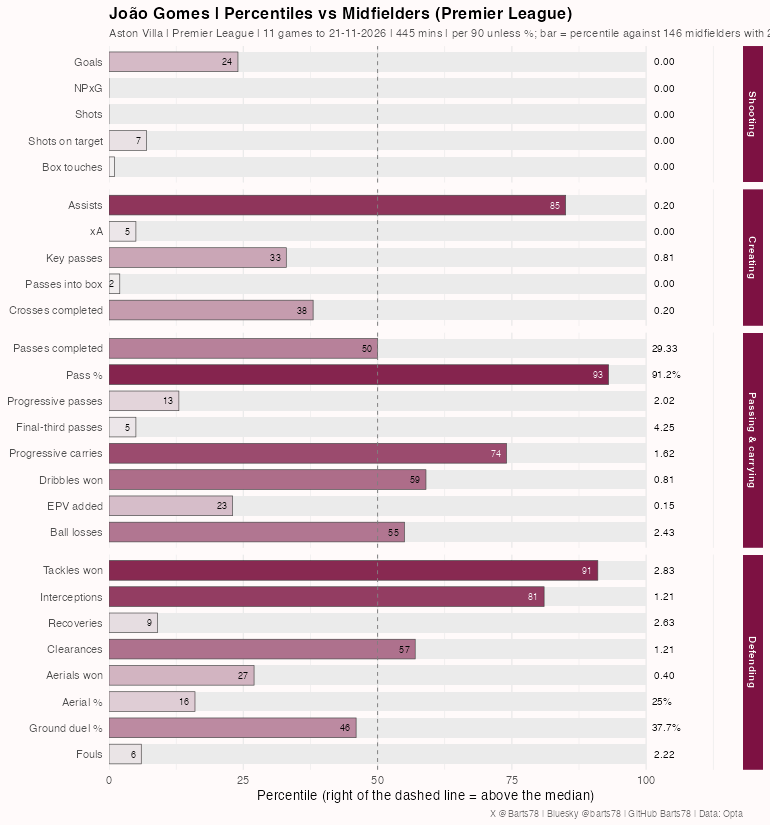 João Gomes | Percentiles vs Midfielders (Premier League)
Aston Villa | Premier League | 11 games to 21-11-2026 | 445 mins | per 90 unless %; bar = percentile against 146 midfielders with
Goals 24 0.00
NPxG 0.00
Shots 0.00
Shots on target 7 0.00
Box touches 0.00
Shooting
Assists 85 0.20
xA 5 0.00
Key passes 33 0.81
Passes into box 2 0.00
Crosses completed 38 0.20
Creating
Passes completed 50 29.33
Pass % 93 91.2%
Progressive passes 13 2.02
Final-third passes 5 4.25
Progressive carries 74 1.62
Dribbles won 59 0.81
EPV added 23 0.15
Ball losses 55 2.43
Passing & carrying
Tackles won 91 2.83
Interceptions 81 1.21
Recoveries 9 2.63
Clearances 57 1.21
Aerials won 27 0.40
Aerial % 16 25%
Ground duel % 46 37.7%
Fouls 6 2.22
Defending
0 25 50 75 100
Percentile (right of the dashed line = above the median)
X @Barts78 | Bluesky @barts78 | GitHub Barts78 | Data: Opta